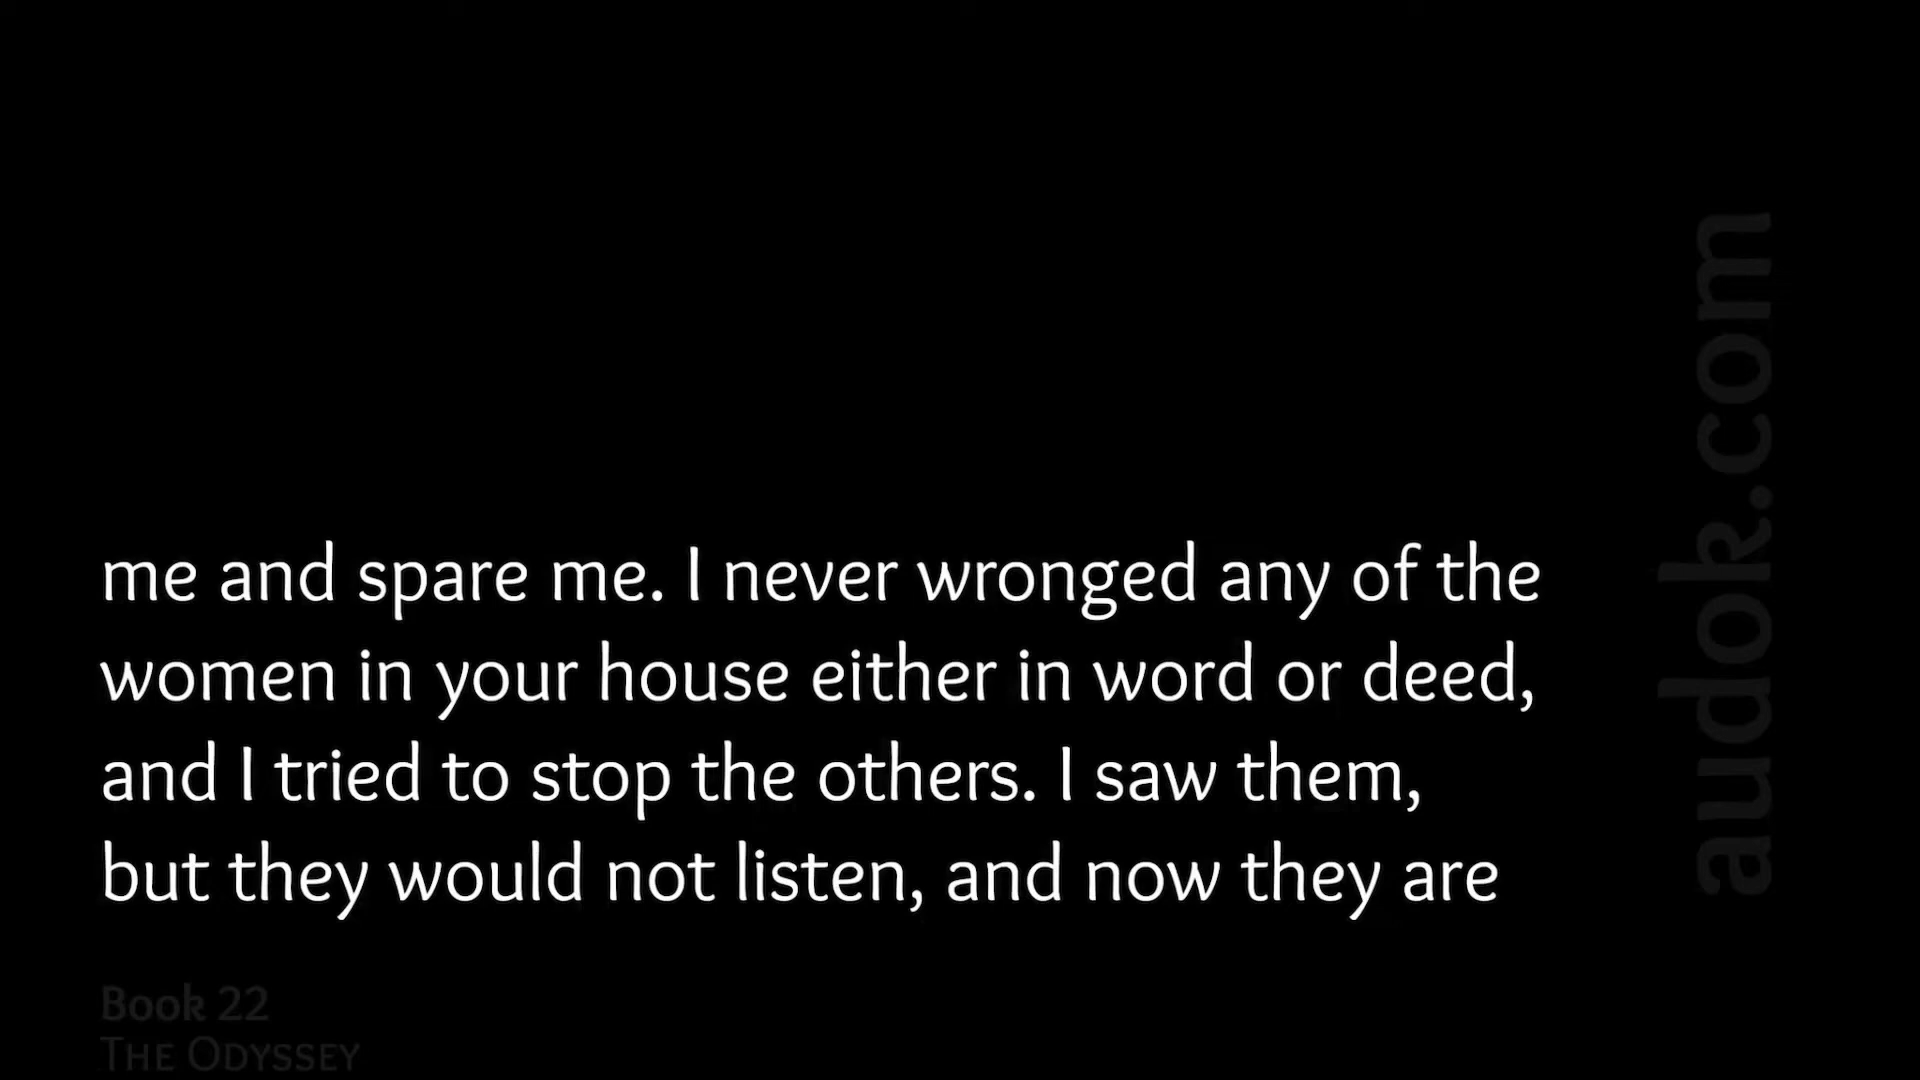 me and spare me. I never wronged any of the
women in your house either in word or deed,
and I tried to stop the others. I saw them,
but they would not listen, and now they are
Book 22
THE ODYSSEY
audok.com